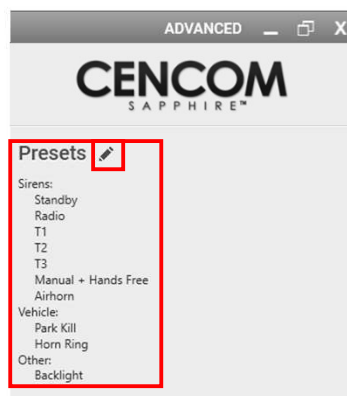 ADVANCED X
CENCOM
SAPPHIRE™
Presets
Sirens:
Standby
Radio
T1
T2
T3
Manual + Hands Free
Airhorn
Vehicle:
Park Kill
Horn Ring
Other:
Backlight